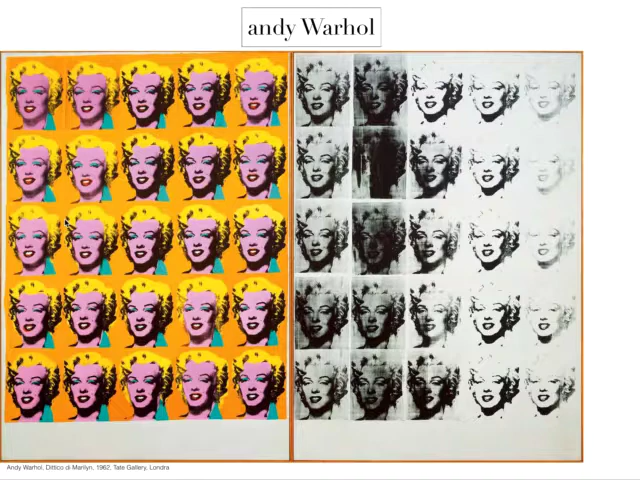 andy Warhol
Andy Warhol, Dittico di Marilyn, 1962, Tate Gallery, Londra